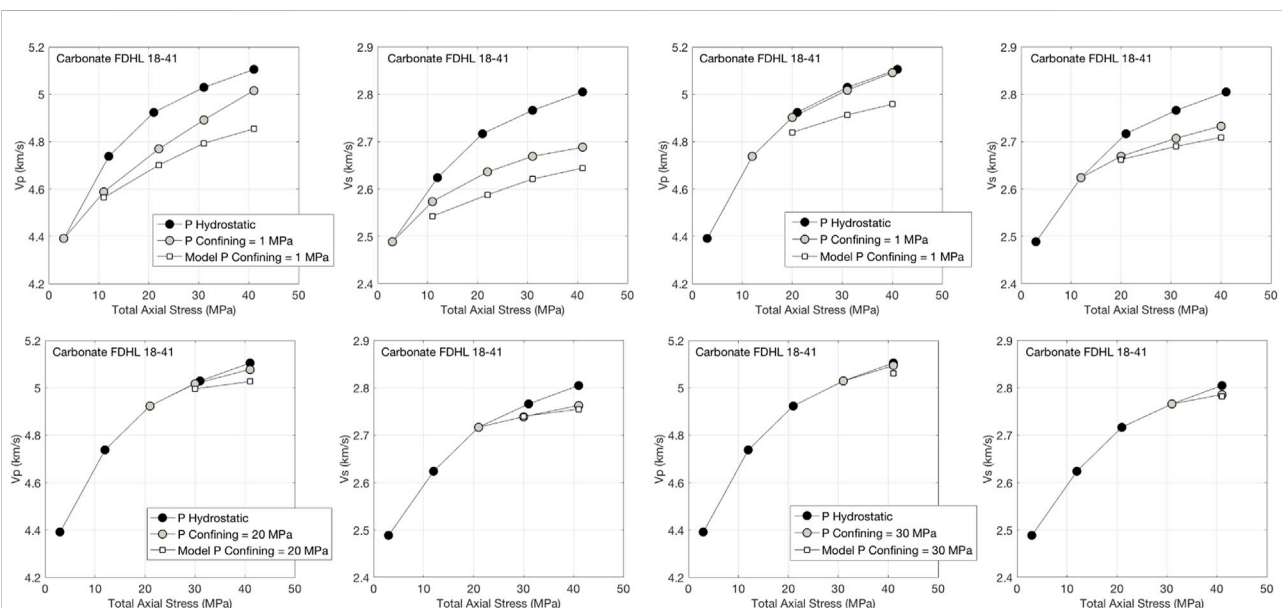 Carbonate FDHL 18-41
5.2
5
4.8
4.6
4.4
4.2
Vp (km/s)
0 10 20 30 40 50
Total Axial Stress (MPa)
P Hydrostatic
P Confining = 1 MPa
Model P Confining = 1 MPa
Carbonate FDHL 18-41
2.9
2.8
2.7
2.6
2.5
2.4
Vs (km/s)
0 10 20 30 40 50
Total Axial Stress (MPa)
Carbonate FDHL 18-41
5.2
5
4.8
4.6
4.4
4.2
Vp (km/s)
0 10 20 30 40 50
Total Axial Stress (MPa)
P Hydrostatic
P Confining = 1 MPa
Model P Confining = 1 MPa
Carbonate FDHL 18-41
2.9
2.8
2.7
2.6
2.5
2.4
Vs (km/s)
0 10 20 30 40 50
Total Axial Stress (MPa)
Carbonate FDHL 18-41
5.2
5
4.8
4.6
4.4
4.2
Vp (km/s)
0 10 20 30 40 50
Total Axial Stress (MPa)
P Hydrostatic
P Confining = 20 MPa
Model P Confining = 20 MPa
Carbonate FDHL 18-41
2.9
2.8
2.7
2.6
2.5
2.4
Vs (km/s)
0 10 20 30 40 50
Total Axial Stress (MPa)
Carbonate FDHL 18-41
5.2
5
4.8
4.6
4.4
4.2
Vp (km/s)
0 10 20 30 40 50
Total Axial Stress (MPa)
P Hydrostatic
P Confining = 30 MPa
Model P Confining = 30 MPa
Carbonate FDHL 18-41
2.9
2.8
2.7
2.6
2.5
2.4
Vs (km/s)
0 10 20 30 40 50
Total Axial Stress (MPa)